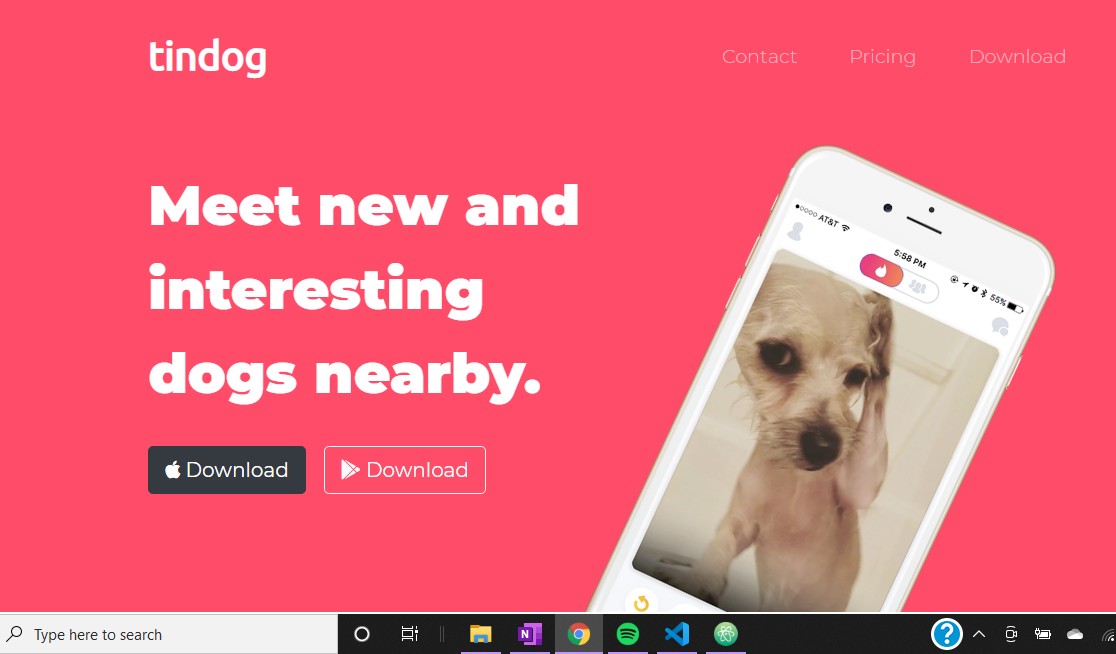 tindog
Contact Pricing Download
Meet new and
interesting
dogs nearby.
Download Download
AT&T 5:58 PM 55%
Type here to search
N
?